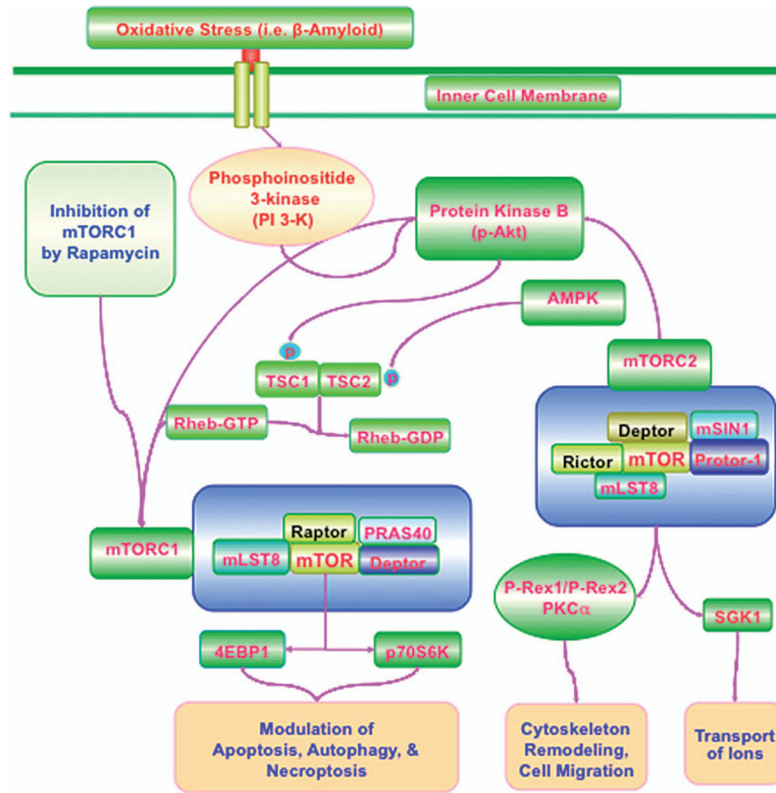 Oxidative Stress (i.e. β-Amyloid)
Inner Cell Membrane
Phosphoinositide
3-kinase
(PI 3-K)
Inhibition of
mTORC1
by Rapamycin
Protein Kinase B
(p-Akt)
AMPK
p
p
TSC1
TSC2
mTORC2
Rheb-GTP
Rheb-GDP
Deptor
mSIN1
Rictor
mTOR
Protor-1
mLST8
mTORC1
Raptor
PRAS40
mLST8
mTOR
Deptor
P-Rex1/P-Rex2
PKCα
SGK1
4EBP1
p70S6K
Modulation of
Apoptosis, Autophagy, &
Necroptosis
Cytoskeleton
Remodeling,
Cell Migration
Transport
of Ions